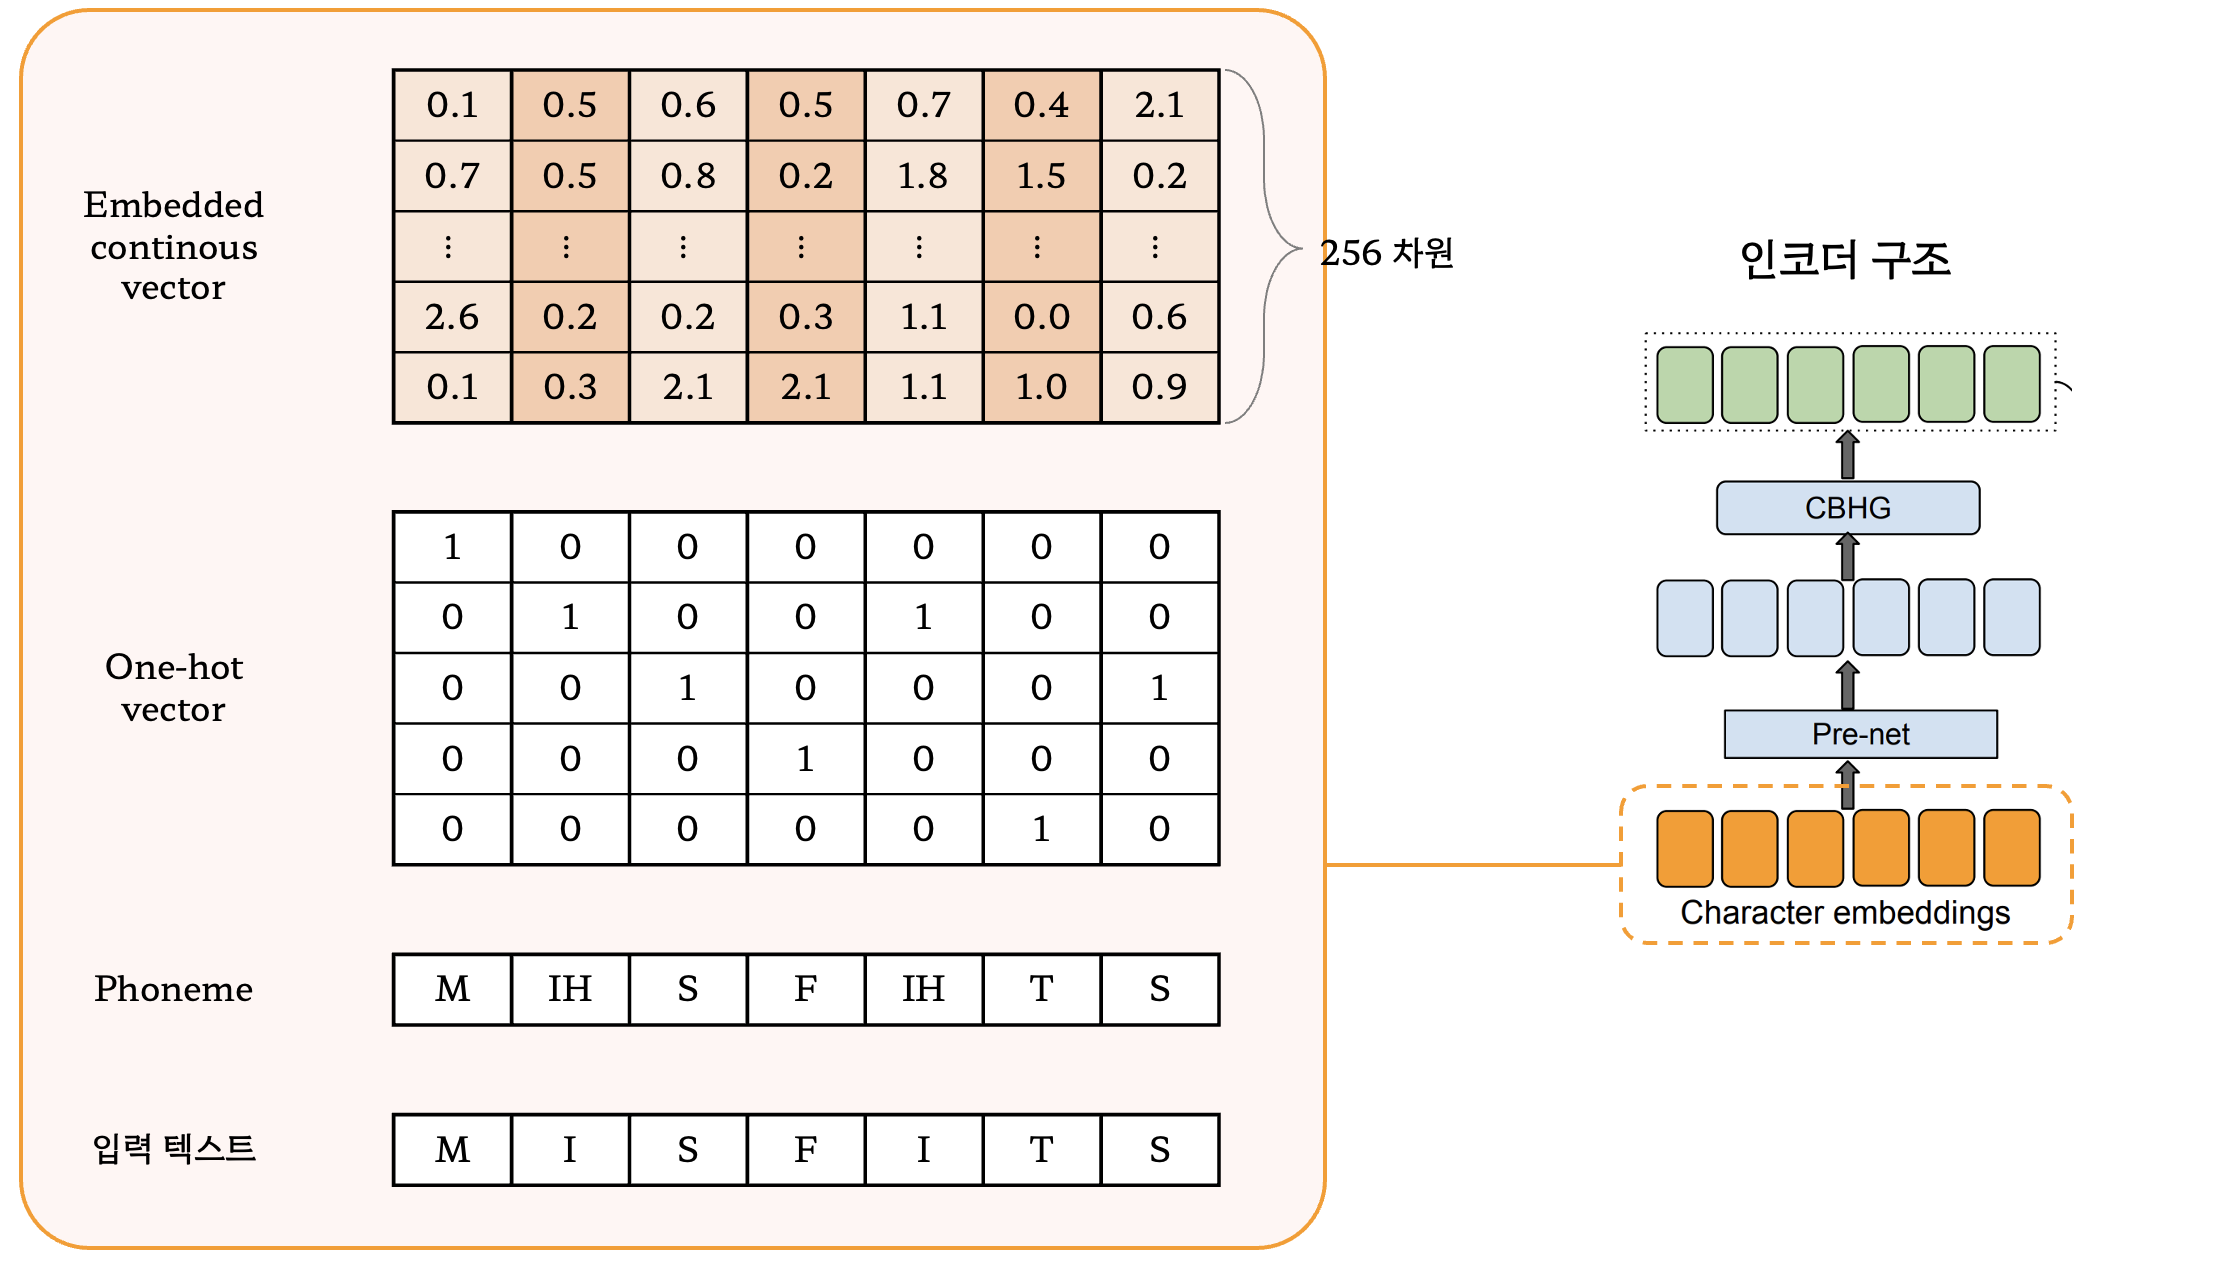 0.1 0.5 0.6 0.5 0.7 0.4 2.1
0.7 0.5 0.8 0.2 1.8 1.5 0.2
⋮ ⋮ ⋮ ⋮ ⋮ ⋮ ⋮
2.6 0.2 0.2 0.3 1.1 0.0 0.6
0.1 0.3 2.1 2.1 1.1 1.0 0.9
Embedded
continous
vector
256 차원
1 0 0 0 0 0 0
0 1 0 0 1 0 0
0 0 1 0 0 0 1
0 0 0 1 0 0 0
0 0 0 0 0 1 0
One-hot
vector
Phoneme
M IH S F IH T S
입력 텍스트
M I S F I T S
인코더 구조
CBHG
Pre-net
Character embeddings